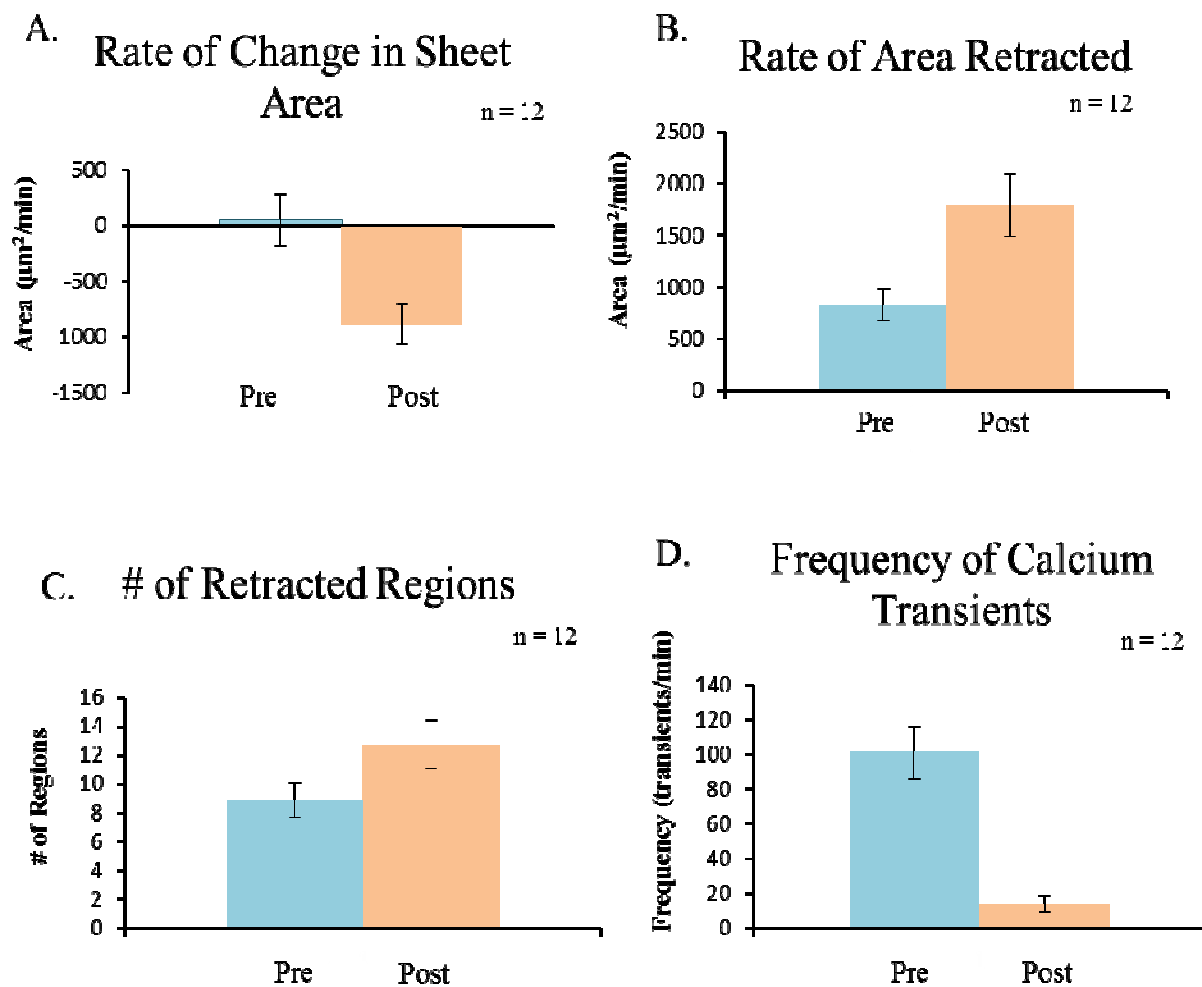 A.
Rate of Change in Sheet
Area
n = 12
Area (μm²/min)
500
0
-500
1000
-1500
Pre
Post
B.
Rate of Area Retracted
n = 12
Area (μm²/min)
2500
2000
1500
1000
500
0
Pre
Post
C.
# of Retracted Regions
n = 12
# of Regions
16
14
12
10
8
6
4
2
0
Pre
Post
D.
Frequency of Calcium
Transients
n = 12
Frequency (transients/min)
140
120
100
80
60
40
20
0
Pre
Post